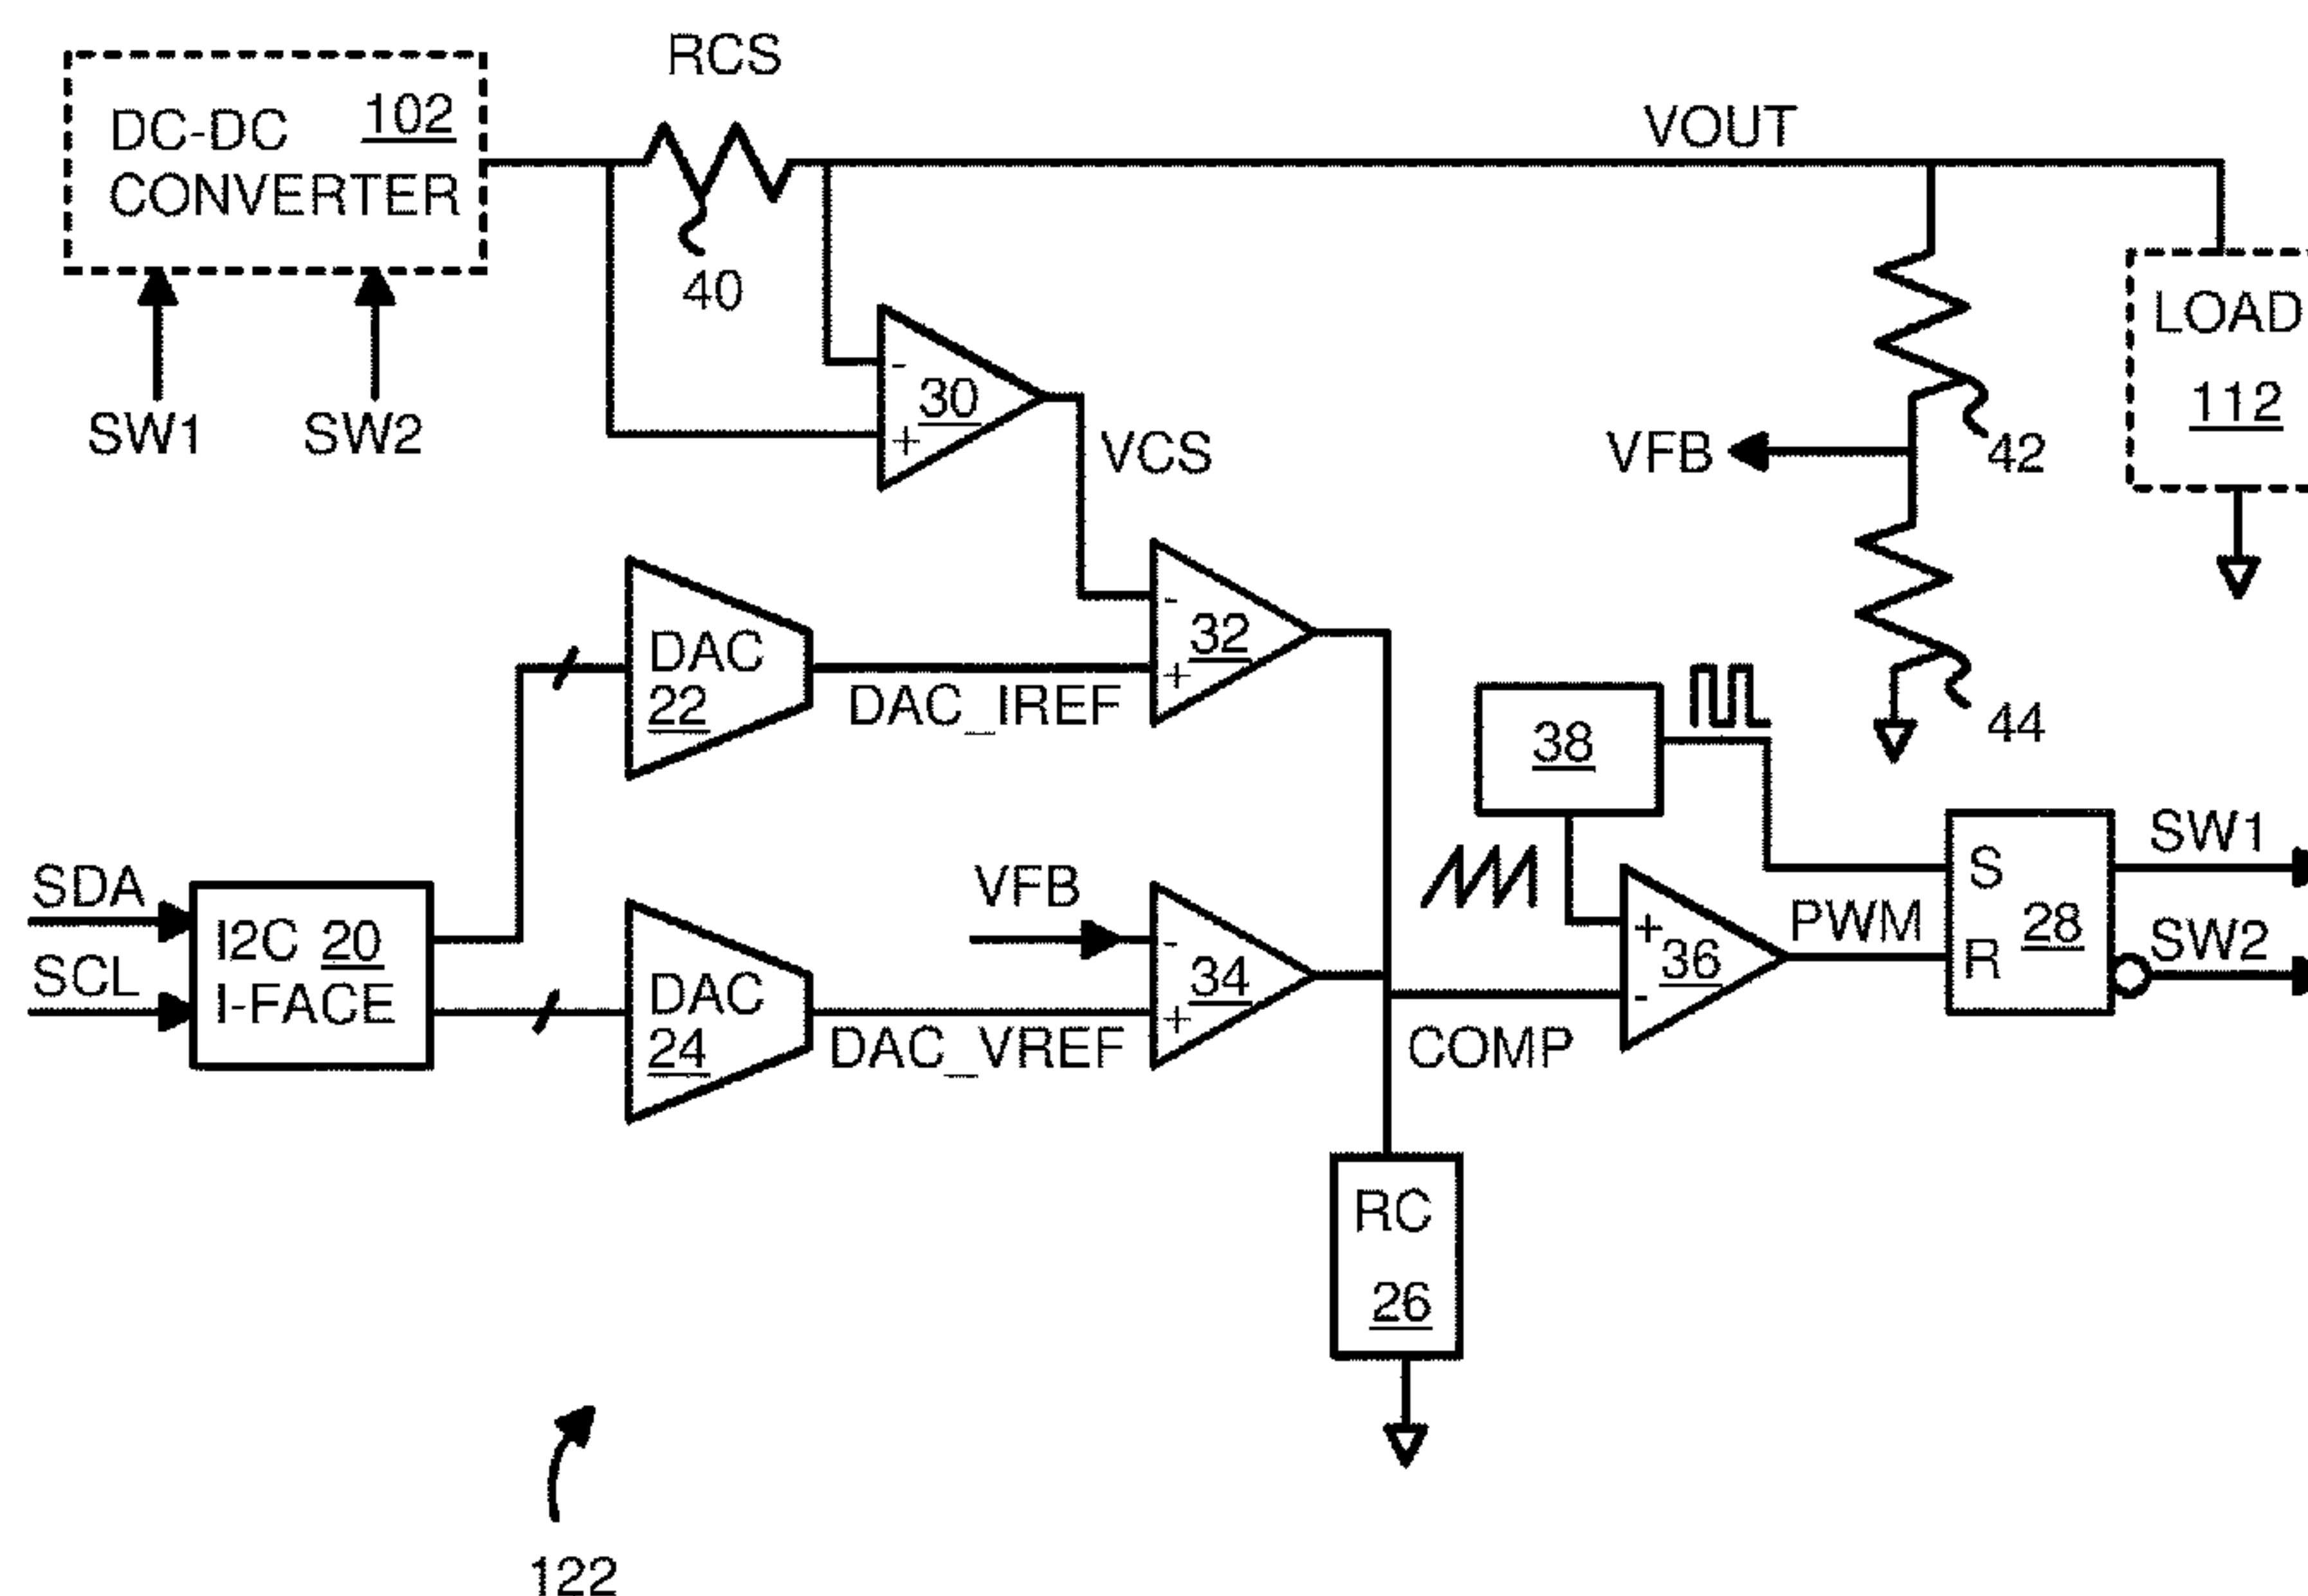 RCS
DC-DC 102
CONVERTER
VOUT
40
LOAD
112
SW1
SW2
-
30
+
VCS
VFB
42
DAC
22
DAC_IREF
-
32
+
38
44
SDA
SCL
I2C 20
I-FACE
DAC
24
DAC_VREF
VFB
-
34
+
COMP
+
36
-
PWM
S
R
28
SW1
SW2
RC
26
122